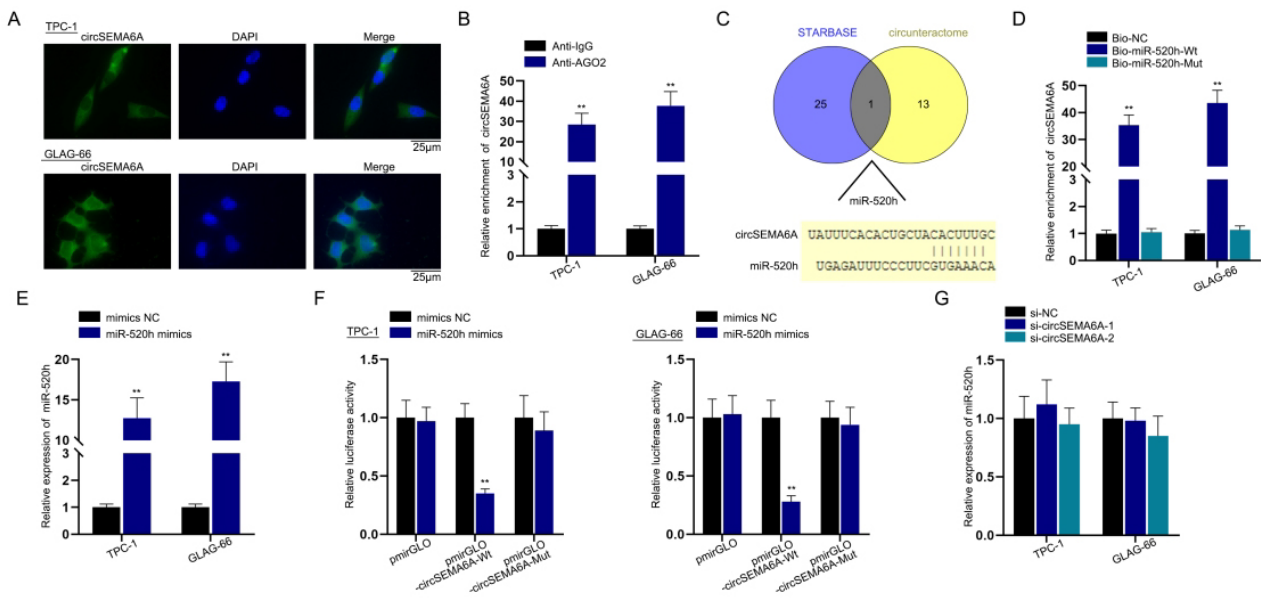 A
TPC-1
circSEMA6A
DAPI
Merge
25μm
GLAG-66
circSEMA6A
DAPI
Merge
25μm
B
Anti-IgG
Anti-AGO2
Relative enrichment of circSEMA6A
50
40
30
20
10
3
2
1
0
**
**
TPC-1
GLAG-66
C
STARBASE
circunteractome
25
1
13
miR-520h
circSEMA6A
UAUUUCACACUGCUACACUUUGC
miR-520h
UGAGAUUUCCCUUCGUGAAACA
D
Bio-NC
Bio-miR-520h-Wt
Bio-miR-520h-Mut
Relative enrichment of circSEMA6A
50
40
30
20
10
3
2
1
0
**
**
TPC-1
GLAG-66
E
mimics NC
miR-520h mimics
Relative expression of miR-520h
20
15
10
3
2
1
0
**
**
TPC-1
GLAG-66
F
TPC-1
mimics NC
miR-520h mimics
Relative luciferase activity
1.5
1.0
0.5
0.0
**
pmirGLO
pmirGLO
-circSEMA6A-Wt
pmirGLO
-circSEMA6A-Mut
GLAG-66
mimics NC
miR-520h mimics
Relative luciferase activity
1.5
1.0
0.5
0.0
**
pmirGLO
pmirGLO
-circSEMA6A-Wt
pmirGLO
-circSEMA6A-Mut
G
si-NC
si-circSEMA6A-1
si-circSEMA6A-2
Relative expression of miR-520h
1.5
1.0
0.5
0.0
TPC-1
GLAG-66